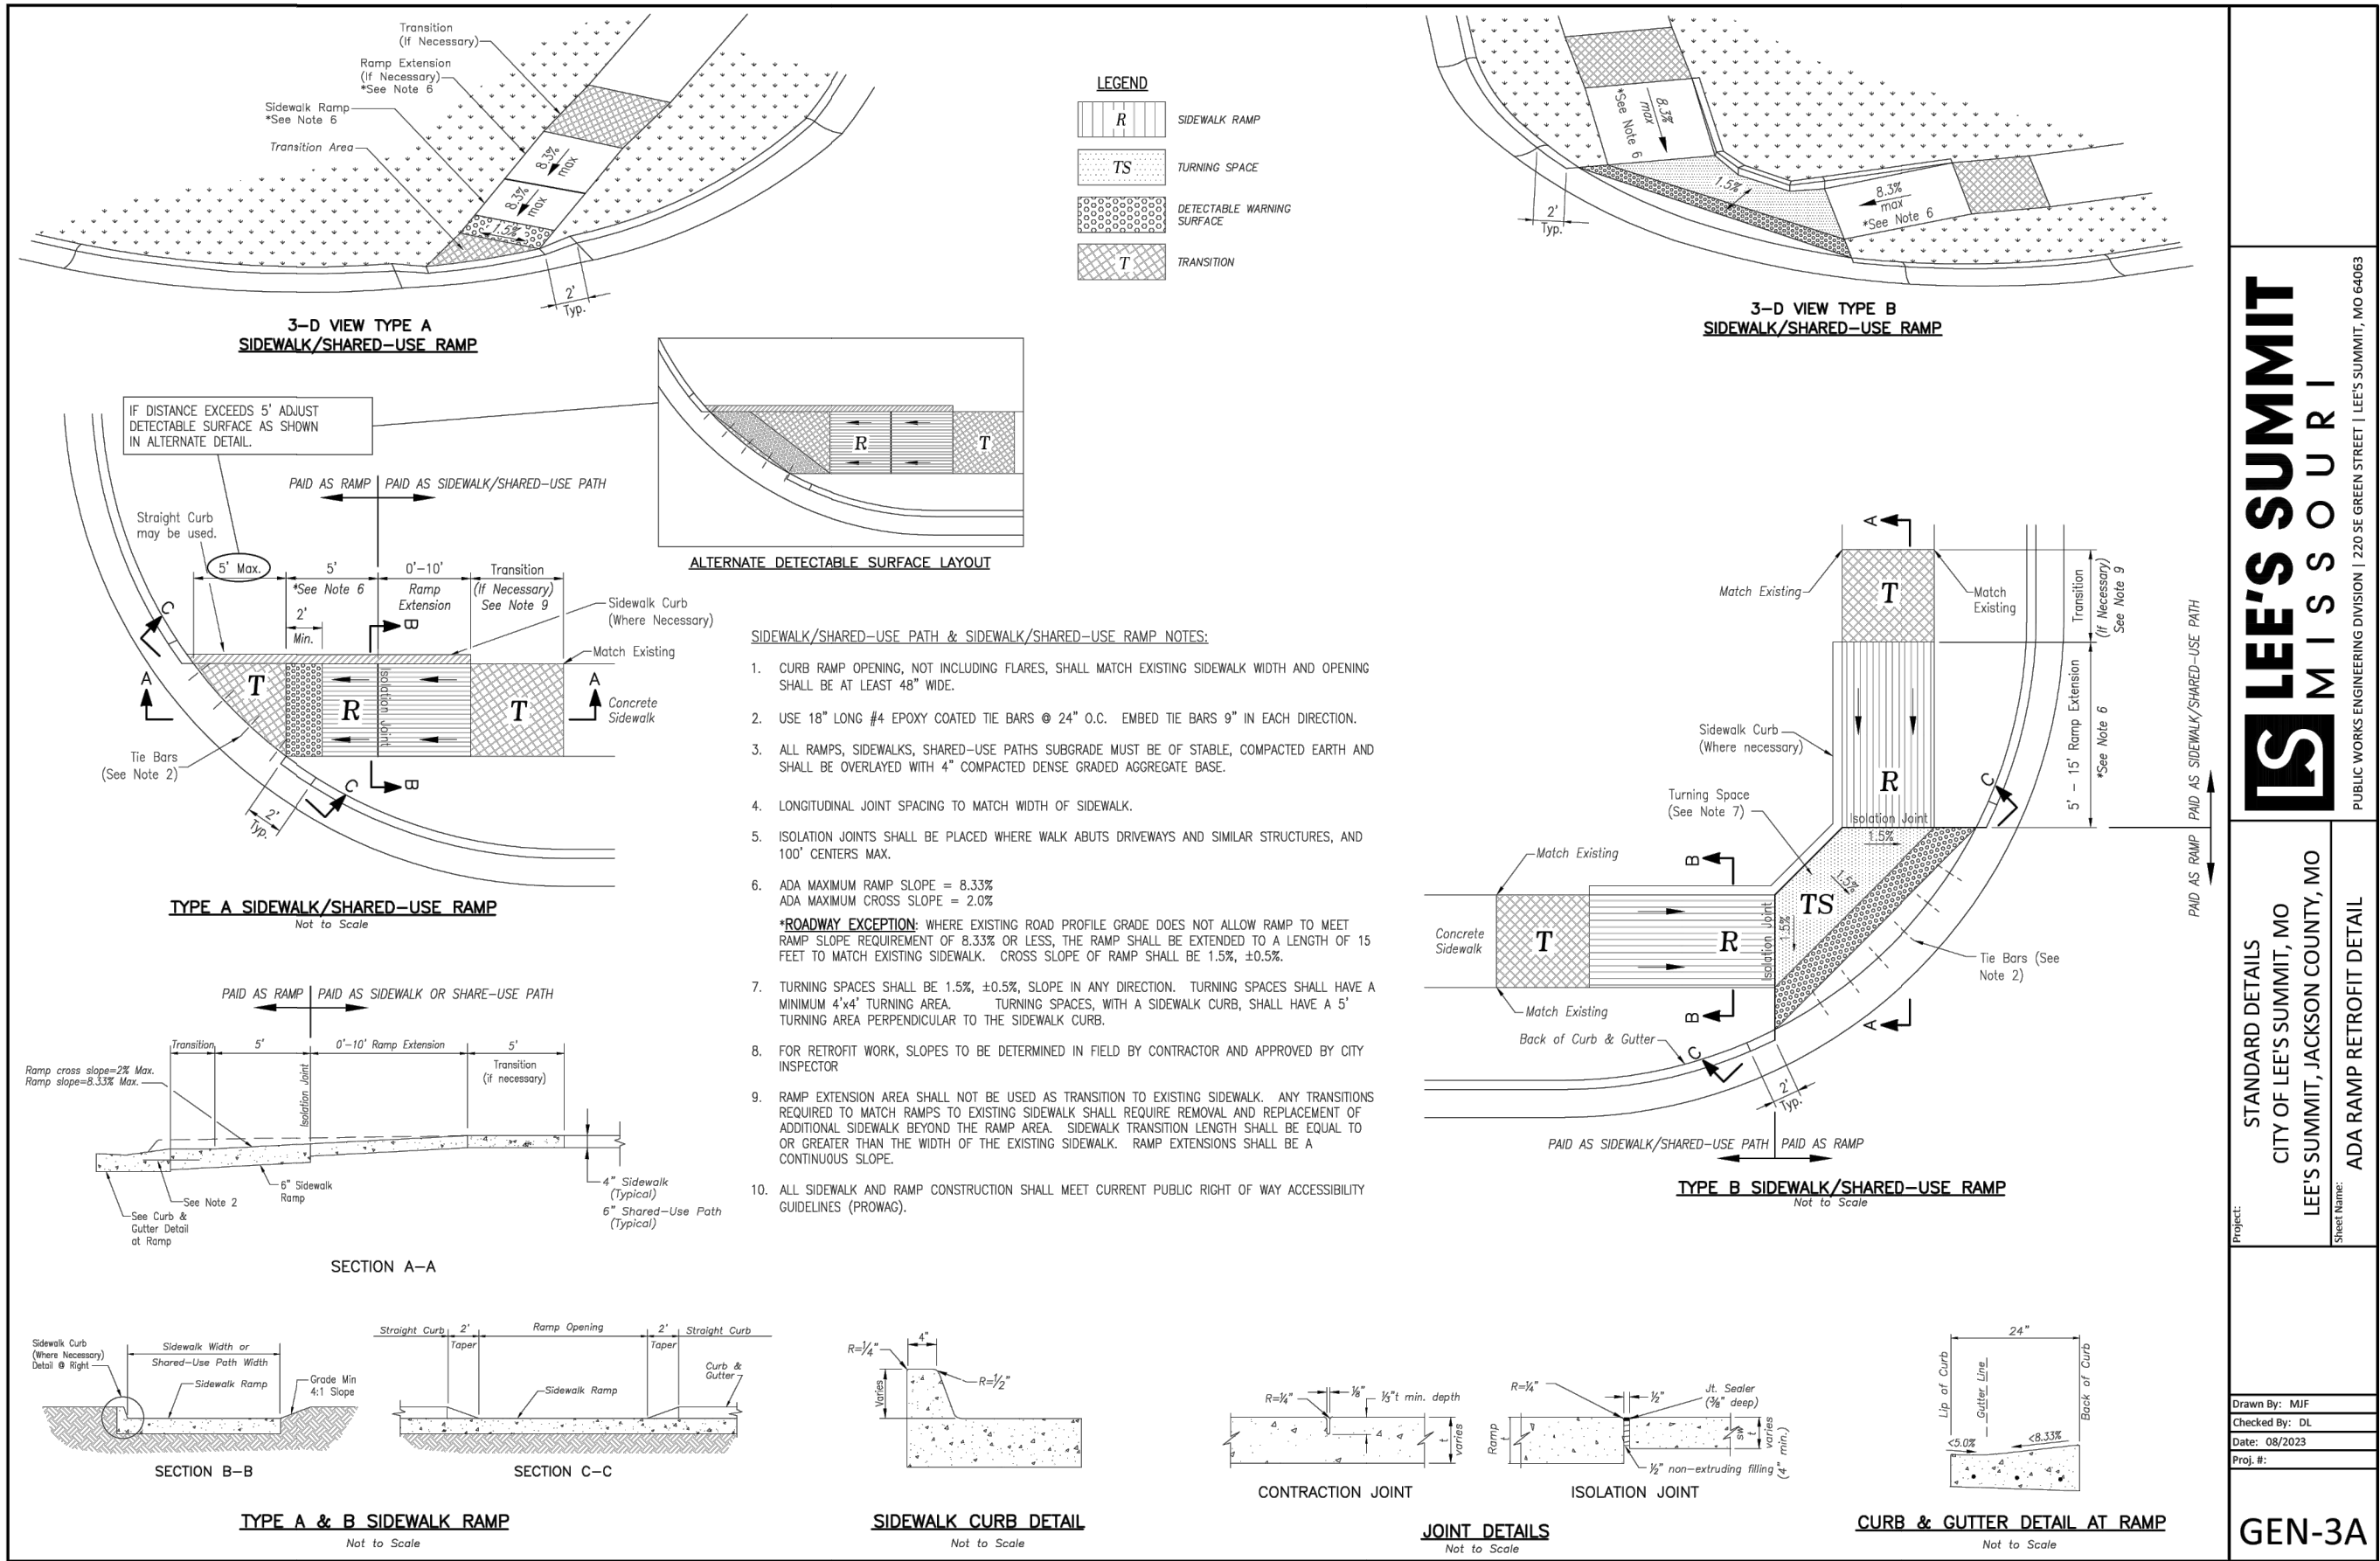 Transition
(If Necessary)
Ramp Extension
(If Necessary)
*See Note 6
Sidewalk Ramp
*See Note 6
Transition Area
8.3%
max
8.3%
max
1.5%
2'
Typ.
3-D VIEW TYPE A
SIDEWALK/SHARED-USE RAMP
LEGEND
R
SIDEWALK RAMP
TS
TURNING SPACE
DETECTABLE WARNING
SURFACE
T
TRANSITION
8.3%
max
*See Note 6
1.5%
8.3%
max
*See Note 6
2'
Typ.
3-D VIEW TYPE B
SIDEWALK/SHARED-USE RAMP
IF DISTANCE EXCEEDS 5' ADJUST
DETECTABLE SURFACE AS SHOWN
IN ALTERNATE DETAIL.
R
T
ALTERNATE DETECTABLE SURFACE LAYOUT
PAID AS RAMP
PAID AS SIDEWALK/SHARED-USE PATH
Straight Curb
may be used.
5' Max.
5'
*See Note 6
2'
Min.
0'-10'
Ramp
Extension
Transition
(If Necessary)
See Note 9
Sidewalk Curb
(Where Necessary)
Match Existing
Concrete
Sidewalk
C
B
A
A
T
R
Isolation Joint
T
Tie Bars
(See Note 2)
C
B
2'
Typ.
TYPE A SIDEWALK/SHARED-USE RAMP
Not to Scale
SIDEWALK/SHARED-USE PATH & SIDEWALK/SHARED-USE RAMP NOTES:
1. CURB RAMP OPENING, NOT INCLUDING FLARES, SHALL MATCH EXISTING SIDEWALK WIDTH AND OPENING
SHALL BE AT LEAST 48" WIDE.
2. USE 18" LONG #4 EPOXY COATED TIE BARS @ 24" O.C. EMBED TIE BARS 9" IN EACH DIRECTION.
3. ALL RAMPS, SIDEWALKS, SHARED-USE PATHS SUBGRADE MUST BE OF STABLE, COMPACTED EARTH AND
SHALL BE OVERLAYED WITH 4" COMPACTED DENSE GRADED AGGREGATE BASE.
4. LONGITUDINAL JOINT SPACING TO MATCH WIDTH OF SIDEWALK.
5. ISOLATION JOINTS SHALL BE PLACED WHERE WALK ABUTS DRIVEWAYS AND SIMILAR STRUCTURES, AND
100' CENTERS MAX.
6. ADA MAXIMUM RAMP SLOPE = 8.33%
ADA MAXIMUM CROSS SLOPE = 2.0%
*ROADWAY EXCEPTION: WHERE EXISTING ROAD PROFILE GRADE DOES NOT ALLOW RAMP TO MEET
RAMP SLOPE REQUIREMENT OF 8.33% OR LESS, THE RAMP SHALL BE EXTENDED TO A LENGTH OF 15
FEET TO MATCH EXISTING SIDEWALK. CROSS SLOPE OF RAMP SHALL BE 1.5%, ±0.5%.
7. TURNING SPACES SHALL BE 1.5%, ±0.5%, SLOPE IN ANY DIRECTION. TURNING SPACES SHALL HAVE A
MINIMUM 4'x4' TURNING AREA. TURNING SPACES, WITH A SIDEWALK CURB, SHALL HAVE A 5'
TURNING AREA PERPENDICULAR TO THE SIDEWALK CURB.
8. FOR RETROFIT WORK, SLOPES TO BE DETERMINED IN FIELD BY CONTRACTOR AND APPROVED BY CITY
INSPECTOR
9. RAMP EXTENSION AREA SHALL NOT BE USED AS TRANSITION TO EXISTING SIDEWALK. ANY TRANSITIONS
REQUIRED TO MATCH RAMPS TO EXISTING SIDEWALK SHALL REQUIRE REMOVAL AND REPLACEMENT OF
ADDITIONAL SIDEWALK BEYOND THE RAMP AREA. SIDEWALK TRANSITION LENGTH SHALL BE EQUAL TO
OR GREATER THAN THE WIDTH OF THE EXISTING SIDEWALK. RAMP EXTENSIONS SHALL BE A
CONTINUOUS SLOPE.
10. ALL SIDEWALK AND RAMP CONSTRUCTION SHALL MEET CURRENT PUBLIC RIGHT OF WAY ACCESSIBILITY
GUIDELINES (PROWAG).
A
Match Existing
T
Match
Existing
Transition
(If Necessary)
See Note 9
Sidewalk Curb
(Where necessary)
R
5' - 15' Ramp Extension
*See Note 6
PAID AS SIDEWALK/SHARED-USE PATH
PAID AS RAMP
C
Turning Space
(See Note 7)
Isolation Joint
1.5%
Match Existing
B
TS
1.5%
1.5%
Isolation Joint
Concrete
Sidewalk
T
R
Tie Bars (See
Note 2)
Match Existing
B
A
Back of Curb & Gutter
C
2'
Typ.
PAID AS SIDEWALK/SHARED-USE PATH
PAID AS RAMP
TYPE B SIDEWALK/SHARED-USE RAMP
Not to Scale
PAID AS RAMP
PAID AS SIDEWALK OR SHARE-USE PATH
Transition
5'
0'-10' Ramp Extension
5'
Transition
(if necessary)
Ramp cross slope=2% Max.
Ramp slope=8.33% Max.
Isolation Joint
6" Sidewalk
Ramp
See Note 2
See Curb &
Gutter Detail
at Ramp
4" Sidewalk
(Typical)
6" Shared-Use Path
(Typical)
SECTION A-A
Sidewalk Curb
(Where Necessary)
Detail @ Right
Sidewalk Width or
Shared-Use Path Width
Sidewalk Ramp
Grade Min
4:1 Slope
SECTION B-B
Straight Curb
2'
Taper
Ramp Opening
2'
Taper
Straight Curb
Curb &
Gutter
Sidewalk Ramp
SECTION C-C
TYPE A & B SIDEWALK RAMP
Not to Scale
4"
R=¼"
R=½"
Varies
SIDEWALK CURB DETAIL
Not to Scale
R=¼"
⅛"
⅓"t min. depth
t
varies
CONTRACTION JOINT
R=¼"
½"
Jt. Sealer
(⅜" deep)
Ramp
t
sw t
varies
(4" min.)
½" non-extruding filling
ISOLATION JOINT
JOINT DETAILS
Not to Scale
24"
Lip of Curb
Gutter Line
Back of Curb
<5.0%
<8.33%
CURB & GUTTER DETAIL AT RAMP
Not to Scale
LS
LEE'S SUMMIT
MISSOURI
PUBLIC WORKS ENGINEERING DIVISION | 220 SE GREEN STREET | LEE'S SUMMIT, MO 64063
Project:
STANDARD DETAILS
CITY OF LEE'S SUMMIT, MO
LEE'S SUMMIT, JACKSON COUNTY, MO
Sheet Name:
ADA RAMP RETROFIT DETAIL
Drawn By: MJF
Checked By: DL
Date: 08/2023
Proj. #:
GEN-3A